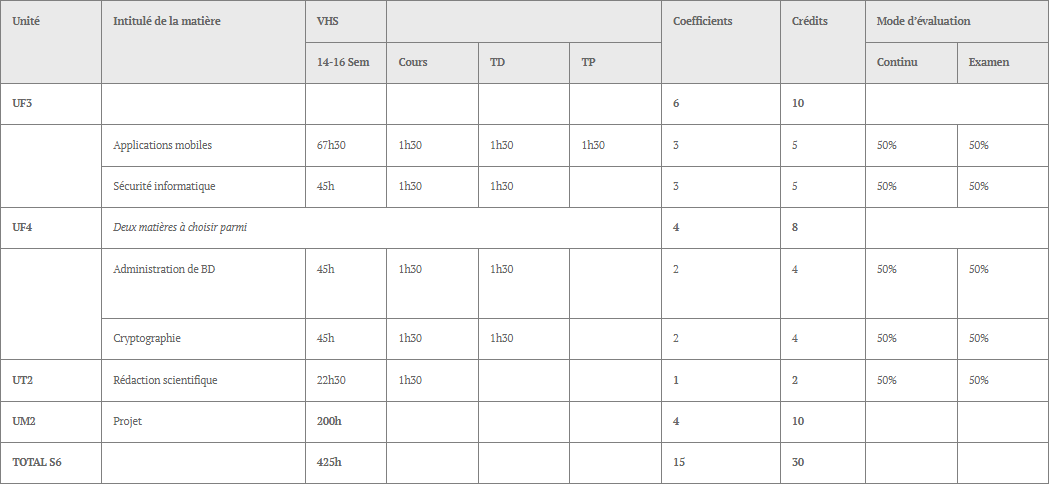 Unité Intitulé de la matière VHS Coefficients Crédits Mode d'évaluation
14-16 Sem Cours TD TP Continu Examen
UF3 6 10
Applications mobiles 67h30 1h30 1h30 1h30 3 5 50% 50%
Sécurité informatique 45h 1h30 1h30 3 5 50% 50%
UF4 Deux matières à choisir parmi 4 8
Administration de BD 45h 1h30 1h30 2 4 50% 50%
Cryptographie 45h 1h30 1h30 2 4 50% 50%
UT2 Rédaction scientifique 22h30 1h30 1 2 50% 50%
UM2 Projet 200h 4 10
TOTAL S6 425h 15 30